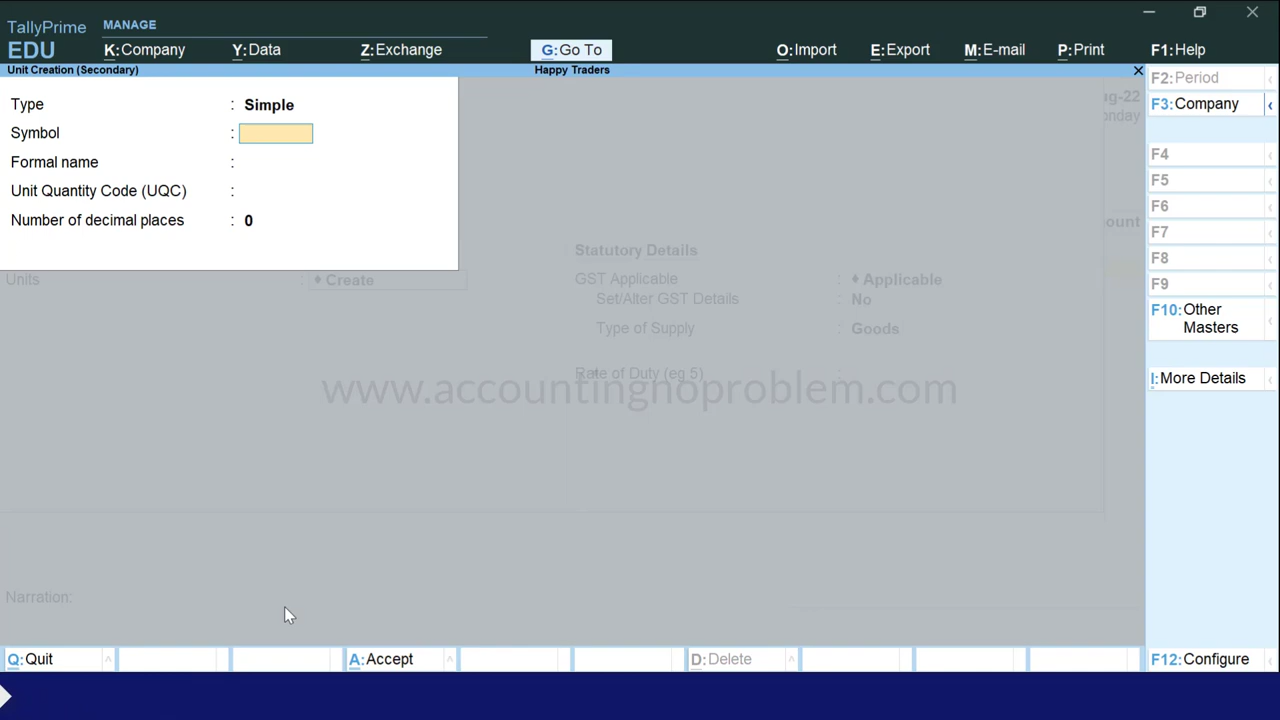 TallyPrime
EDU
MANAGE
K:Company
Y:Data
Z:Exchange
G:Go To
O:Import
E:Export
M:E-mail
P:Print
F1:Help
Unit Creation (Secondary)
Happy Traders
F2:Period
F3:Company
F4
F5
F6
F7
F8
F9
F10:Other
Masters
I:More Details
F12:Configure
Type : Simple
Symbol :
Formal name :
Unit Quantity Code (UQC) :
Number of decimal places : 0
Units : ♦ Create
Statutory Details
GST Applicable : ♦ Applicable
Set/Alter GST Details : No
Type of Supply : Goods
Rate of Duty (eg 5) :
www.accountingnoproblem.com
Narration:
Q:Quit
A:Accept
D:Delete